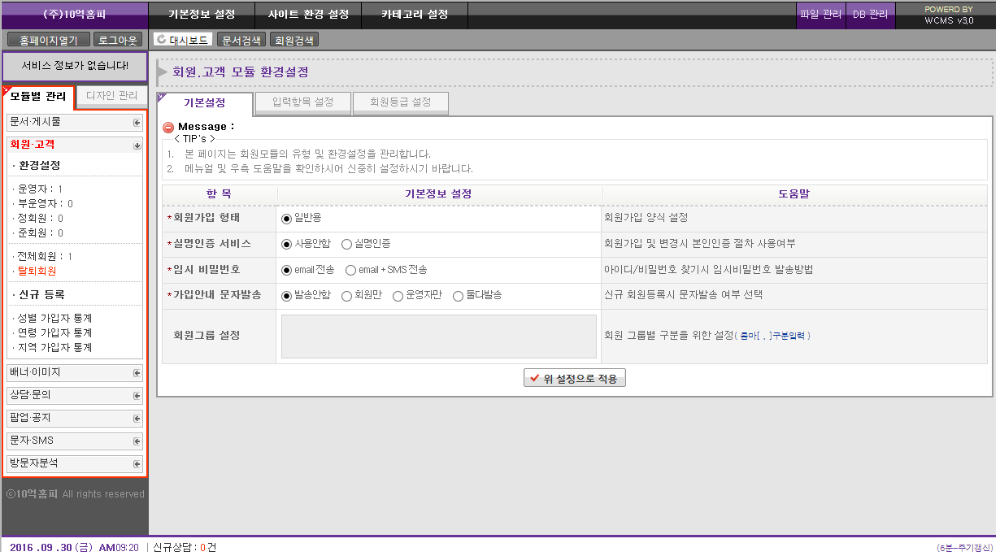 (주)10억홈피 기본정보 설정 사이트 환경 설정 카테고리 설정 파일 관리 DB 관리 POWERD BY
WCMS v3.0
홈페이지열기 로그아웃 대시보드 문서검색 회원검색
서비스 정보가 없습니다!
모듈별 관리 디자인 관리
문서·게시물
회원·고객
· 환경설정
· 운영자 : 1
· 부운영자 : 0
· 정회원 : 0
· 준회원 : 0
· 전체회원 : 1
· 탈퇴회원
· 신규 등록
· 성별 가입자 통계
· 연령 가입자 통계
· 지역 가입자 통계
배너·이미지
상담·문의
팝업·공지
문자·SMS
방문자분석
ⓒ10억홈피 All rights reserved
회원.고객 모듈 환경설정
기본설정 입력항목 설정 회원등급 설정
Message :
< TIP's >
1. 본 페이지는 회원모듈의 유형 및 환경설정을 관리합니다.
2. 메뉴얼 및 우측 도움말을 확인하시어 신중히 설정하시기 바랍니다.
항 목 기본정보 설정 도움말
*회원가입 형태 일반용 회원가입 양식 설정
*실명인증 서비스 사용안함 실명인증 회원가입 및 변경시 본인인증 절차 사용여부
*임시 비밀번호 email 전송 email + SMS 전송 아이디/비밀번호 찾기시 임시비밀번호 발송방법
*가입안내 문자발송 발송안함 회원만 운영자만 둘다발송 신규 회원등록시 문자발송 여부 선택
회원그룹 설정 회원 그룹별 구분을 위한 설정( 콤마[ , ]구분입력 )
위 설정으로 적용
2016 .09 .30 (금) AM09:20 | 신규상담 : 0 건 (6분-주기갱신)